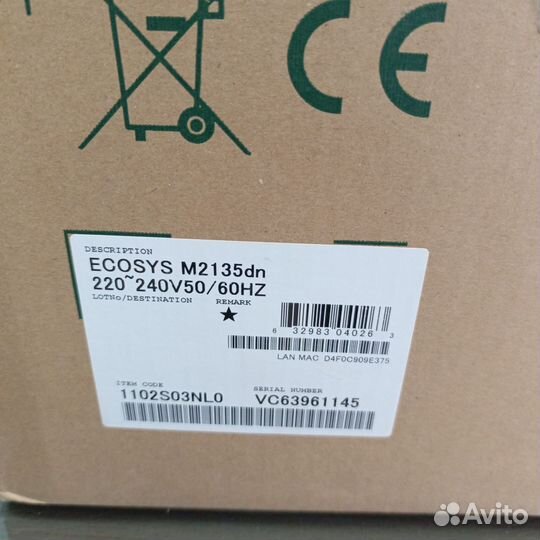 CE
DESCRIPTION
ECOSYS M2135dn
220~240V50/60HZ
LOTNo/DESTINATION REMARK
★
6 32983 04026 3
LAN MAC D4F0C909E375
ITEM CODE SERIAL NUMBER
1102S03NL0 VC63961145
Avito